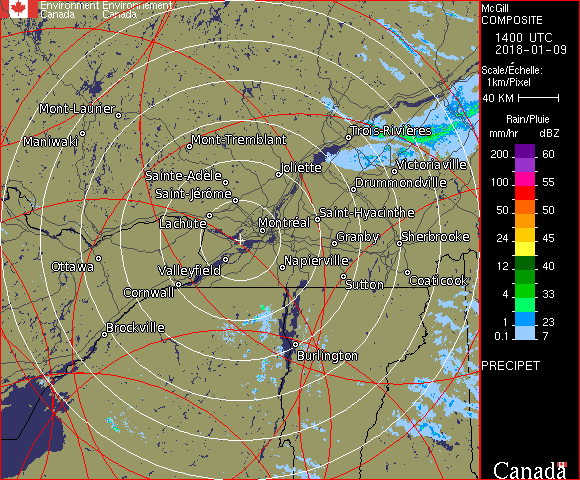 Environment Environnement
Canada Canada
McGill
COMPOSITE
1400 UTC
2018-01-09
Scale/Échelle:
1km/Pixel
40 KM
Rain/Pluie
mm/hr dBZ
200 60
100 55
50 50
24 45
12 40
4 33
1 23
0.1 7
PRECIPET
Canada
Mont-Laurier
Maniwaki
Mont-Tremblant
Trois-Rivières
Joliette
Victoriaville
Sainte-Adèle
Drummondville
Saint-Jérôme
Lachute
Saint-Hyacinthe
Montréal
Granby
Sherbrooke
Ottawa
Valleyfield
Napierville
Cornwall
Sutton
Coaticook
Brockville
Burlington